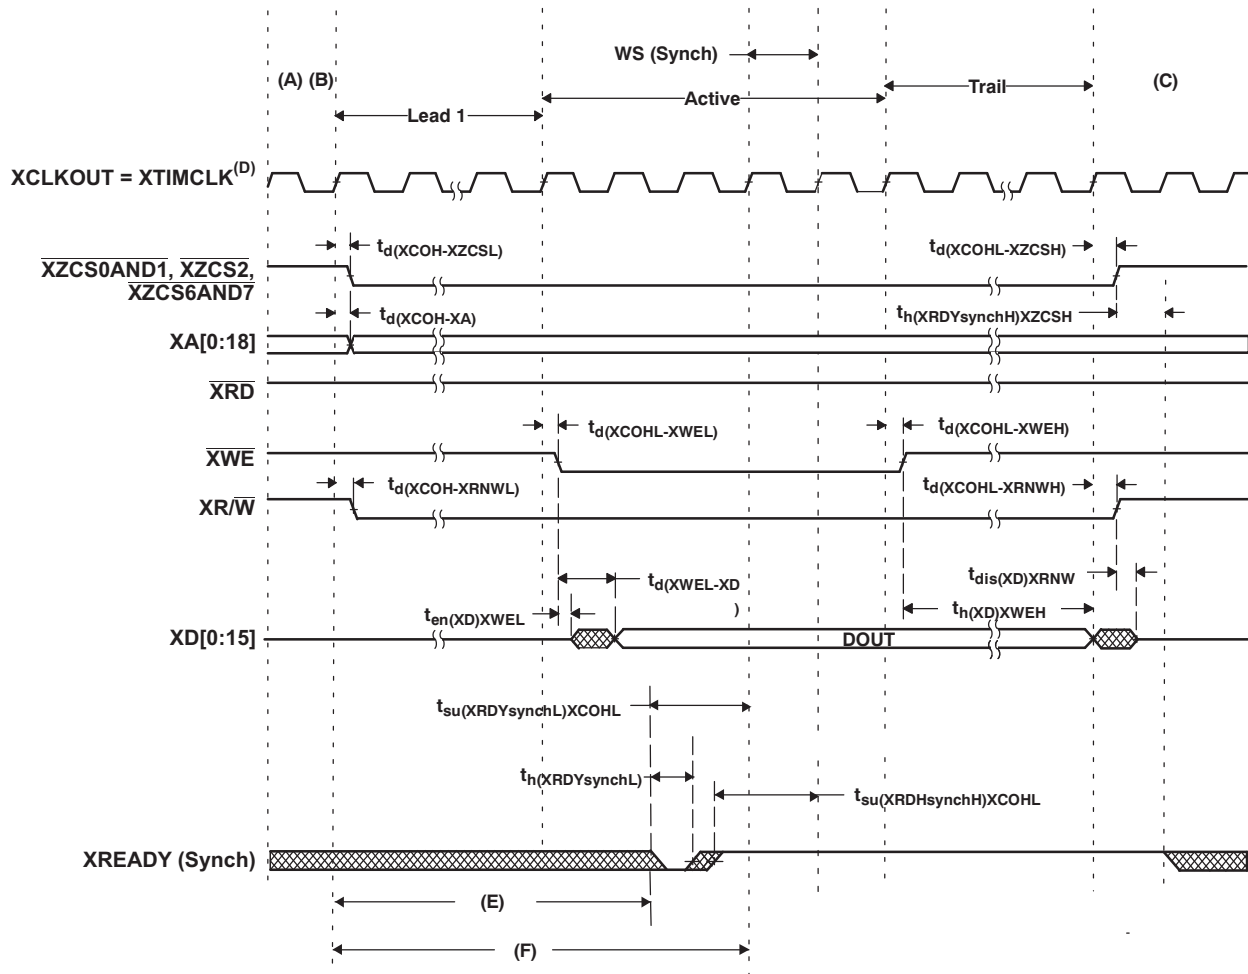 WS (Synch)
(A) (B)
(C)
Lead 1
Active
Trail
XCLKOUT = XTIMCLK(D)
td(XCOH-XZCSL)
td(XCOHL-XZCSH)
XZCS0AND1, XZCS2,
XZCS6AND7
td(XCOH-XA)
th(XRDYsynchH)XZCSH
XA[0:18]
XRD
td(XCOHL-XWEL)
td(XCOHL-XWEH)
XWE
td(XCOH-XRNWL)
td(XCOHL-XRNWH)
XR/W
td(XWEL-XD
)
tdis(XD)XRNW
ten(XD)XWEL
th(XD)XWEH
XD[0:15]
DOUT
tsu(XRDYsynchL)XCOHL
th(XRDYsynchL)
tsu(XRDHsynchH)XCOHL
XREADY (Synch)
(E)
(F)